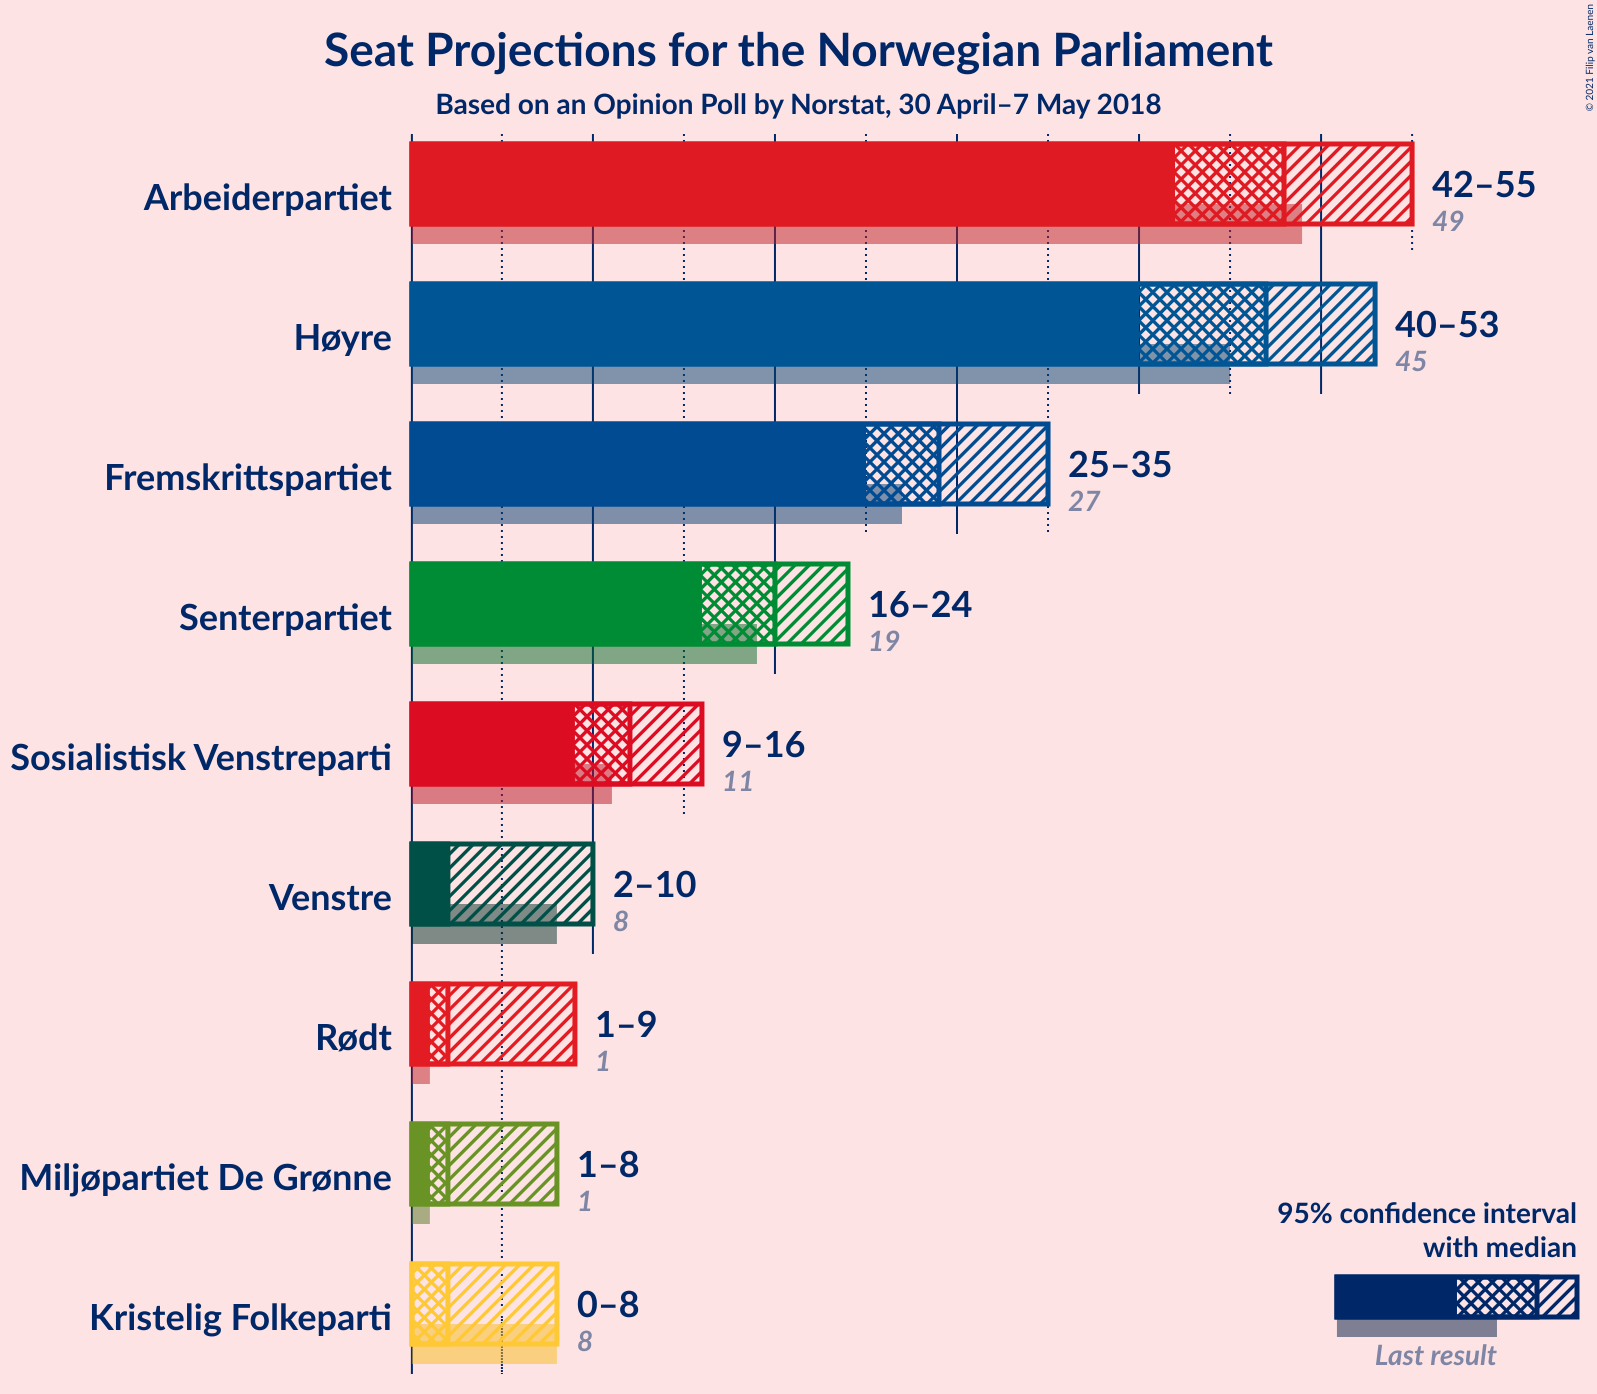 Seat Projections for the Norwegian Parliament
Based on an Opinion Poll by Norstat, 30 April–7 May 2018
© 2021 Filip van Laenen
Arbeiderpartiet
42–55
49
Høyre
40–53
45
Fremskrittspartiet
25–35
27
Senterpartiet
16–24
19
Sosialistisk Venstreparti
9–16
11
Venstre
2–10
8
Rødt
1–9
1
Miljøpartiet De Grønne
1–8
1
Kristelig Folkeparti
0–8
8
95% confidence interval
with median
Last result